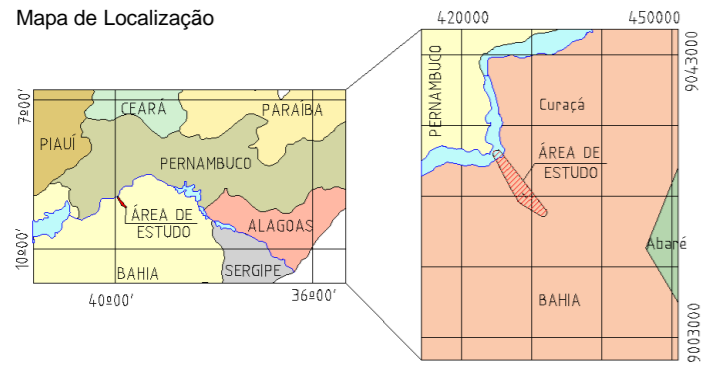 Mapa de Localização
7º00'
10º00'
CEARÁ
PARAÍBA
PIAUÍ
PERNAMBUCO
ÁREA DE
ESTUDO
ALAGOAS
BAHIA
SERGIPE
40º00'
36º00'
420000
450000
9043000
PERNAMBUCO
Curaçá
ÁREA DE
ESTUDO
Abaré
BAHIA
9003000